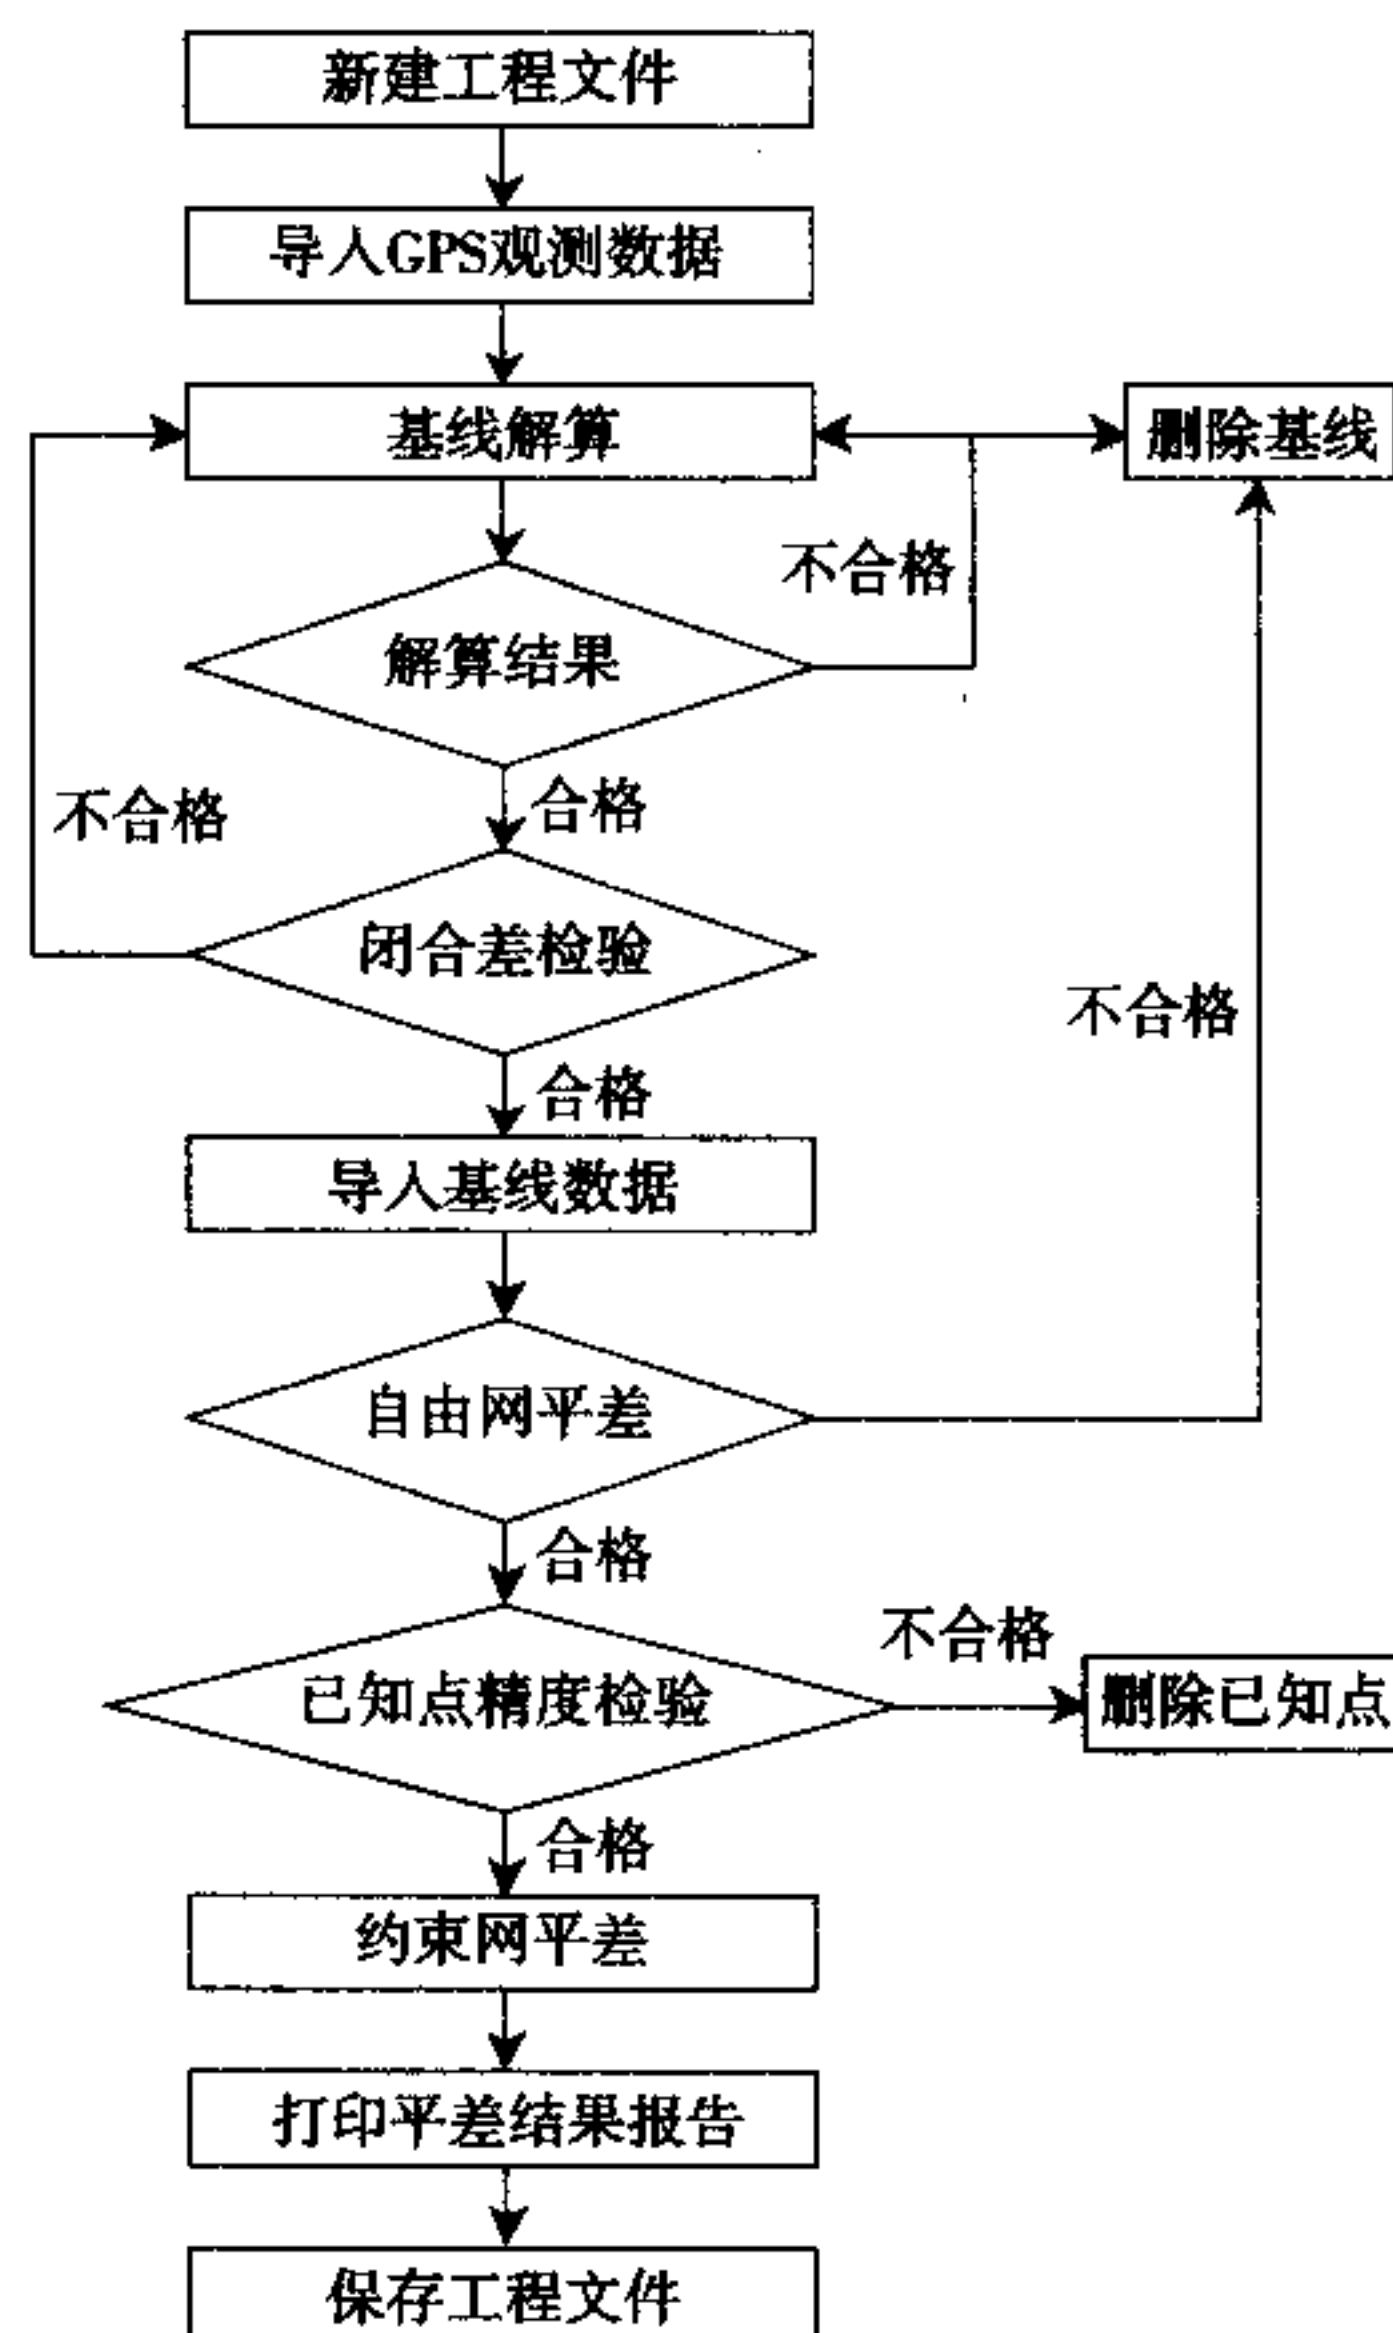 新建工程文件
导入GPS观测数据
基线解算
删除基线
不合格
解算结果
不合格
合格
闭合差检验
不合格
合格
导入基线数据
自由网平差
合格
不合格
已知点精度检验
删除已知点
合格
约束网平差
打印平差结果报告
保存工程文件